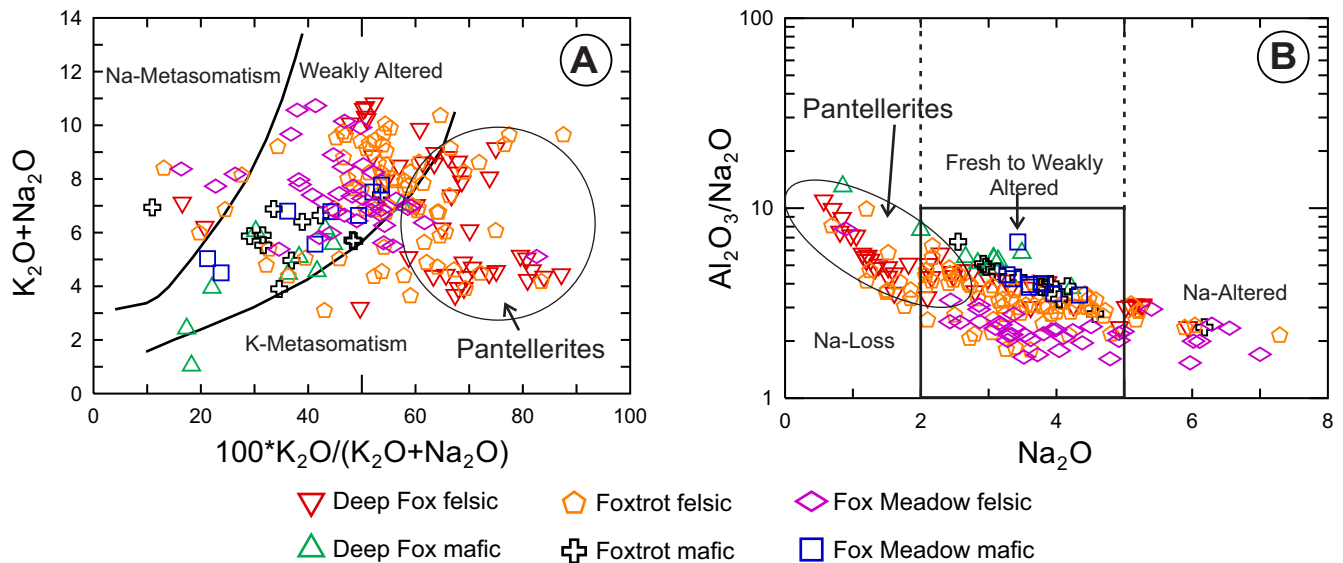 A
Na-Metasomatism
Weakly Altered
K-Metasomatism
Pantellerites
14
12
10
8
6
4
2
0
K₂O+Na₂O
0 20 40 60 80 100
100*K₂O/(K₂O+Na₂O)
B
Pantellerites
Fresh to Weakly
Altered
Na-Loss
Na-Altered
100
10
1
Al₂O₃/Na₂O
0 2 4 6 8
Na₂O
Deep Fox felsic
Foxtrot felsic
Fox Meadow felsic
Deep Fox mafic
Foxtrot mafic
Fox Meadow mafic